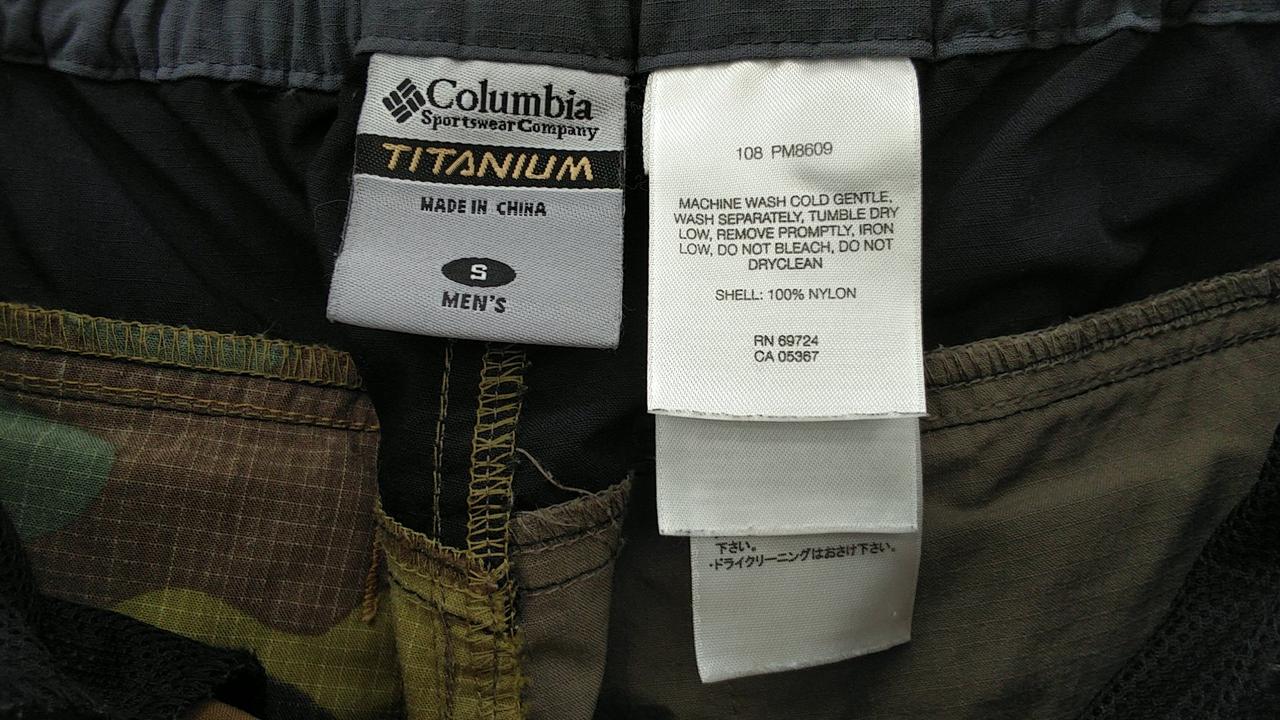 Columbia
Sportswear Company
TITANIUM
MADE IN CHINA
S
MEN'S
108 PM8609
MACHINE WASH COLD GENTLE,
WASH SEPARATELY, TUMBLE DRY
LOW, REMOVE PROMPTLY, IRON
LOW, DO NOT BLEACH, DO NOT
DRYCLEAN
SHELL: 100% NYLON
RN 69724
CA 05367
下さい。
・ドライクリーニングはおさけ下さい。